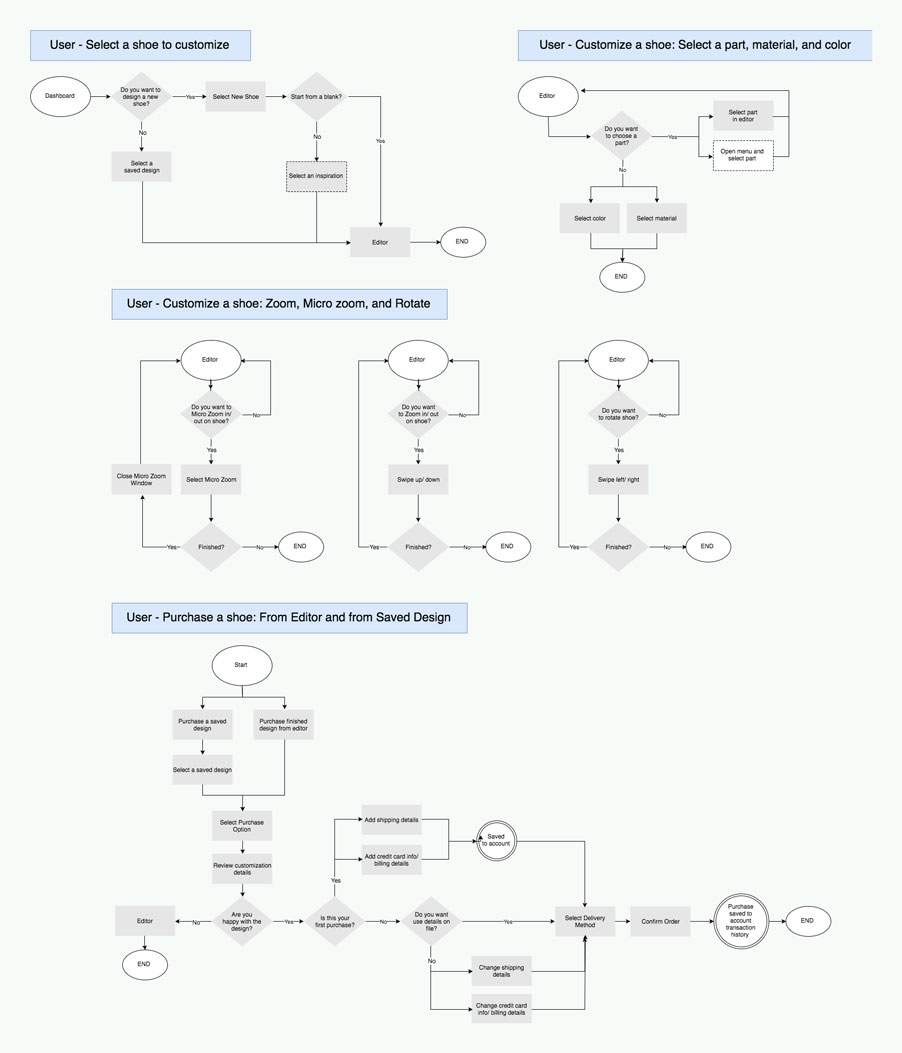 User - Select a shoe to customize
User - Customize a shoe: Select a part, material, and color
Dashboard
Do you want to
design a new
shoe?
Yes
Select New Shoe
Start from a blank?
No
Select a
saved design
No
Select an inspiration
Yes
Editor
END
Editor
Do you want
to choose a
part?
Yes
Select part
in editor
Open menu and
select part
No
Select color
Select material
END
User - Customize a shoe: Zoom, Micro zoom, and Rotate
Editor
Do you want to
Micro Zoom in/
out on shoe?
No
Yes
Close Micro Zoom
Window
Select Micro Zoom
Yes
Finished?
No
END
Editor
Do you want
to Zoom in/ out
on shoe?
No
Yes
Swipe up/ down
Yes
Finished?
No
END
Editor
Do you want
to rotate shoe?
No
Yes
Swipe left/ right
Yes
Finished?
No
END
User - Purchase a shoe: From Editor and from Saved Design
Start
Purchase a saved
design
Purchase finished
design from editor
Select a saved design
Select Purchase
Option
Review customization
details
Editor
No
Are you
happy with the
design?
Yes
END
Is this your
first purchase?
Yes
Add shipping details
Add credit card info/
billing details
Saved
to account
No
Do you want
use details on
file?
Yes
No
Change shipping
details
Change credit card
info/ billing details
Select Delivery
Method
Confirm Order
Purchase
saved to
account
transaction
history
END